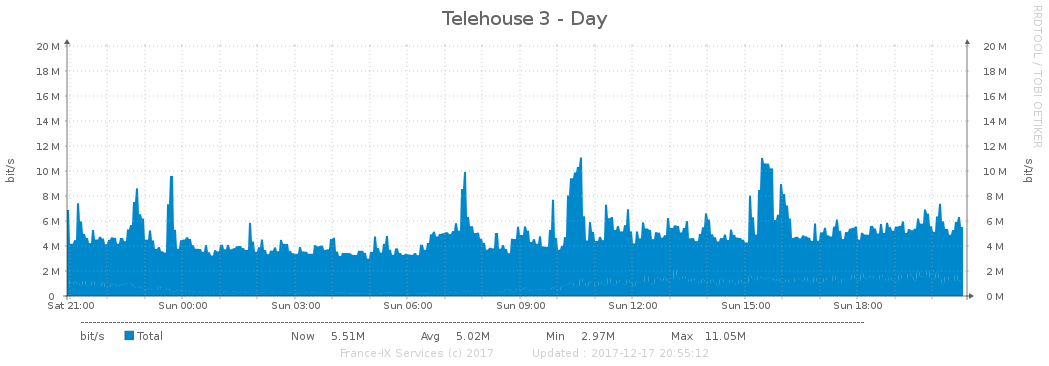 Telehouse 3 - Day
RRDTOOL / TOBI OETIKER
bit/s
20 M 20 M
18 M 18 M
16 M 16 M
14 M 14 M
12 M 12 M
10 M 10 M
8 M 8 M
6 M 6 M
4 M 4 M
2 M 2 M
0 0 M
bit/s
Sat 21:00 Sun 00:00 Sun 03:00 Sun 06:00 Sun 09:00 Sun 12:00 Sun 15:00 Sun 18:00
bit/s Total Now 5.51M Avg 5.02M Min 2.97M Max 11.05M
France-IX Services (c) 2017 Updated : 2017-12-17 20:55:12